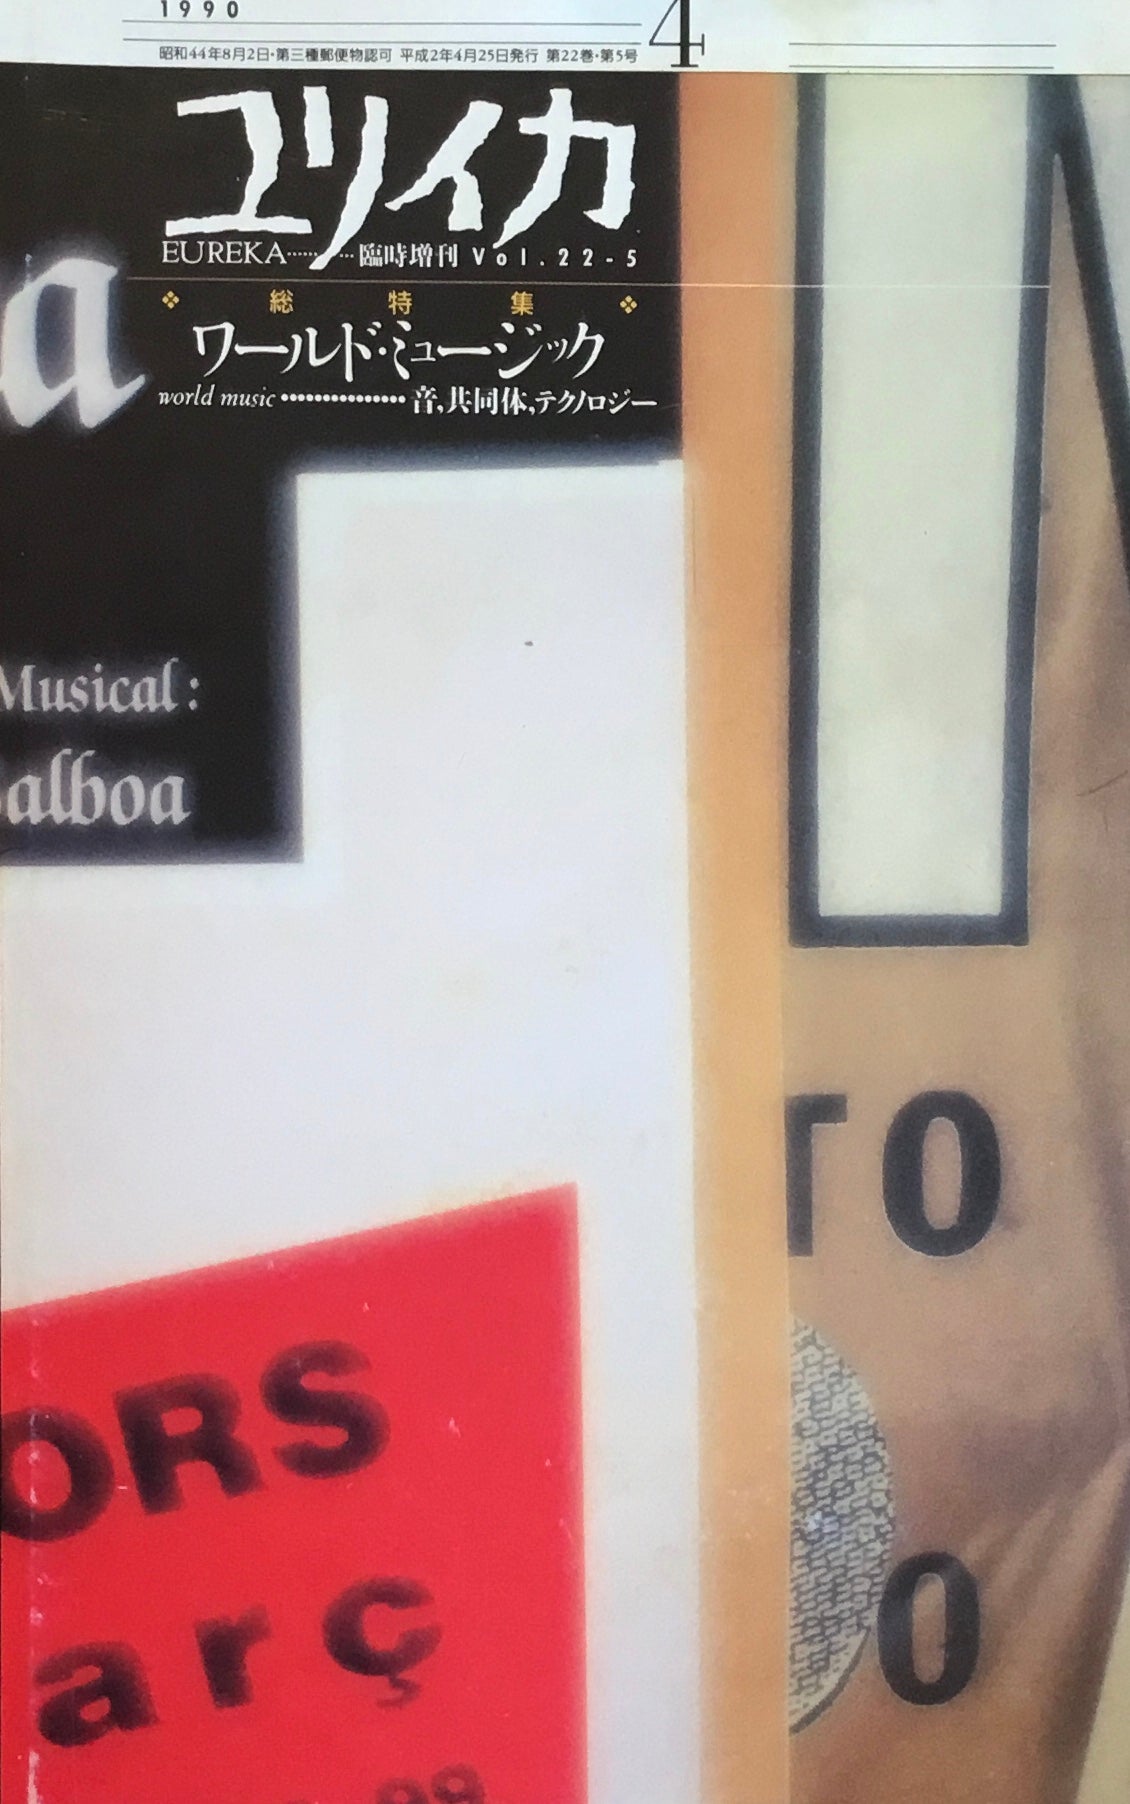 1990
4
昭和44年8月2日・第三種郵便物認可 平成2年4月25日発行 第22巻・第5号
ユリイカ
EUREKA……臨時増刊 Vol.22-5
総特集
ワールド・ミュージック
world music……………音,共同体,テクノロジー
a
Musical:
alboa
TO
ORS
arç
O